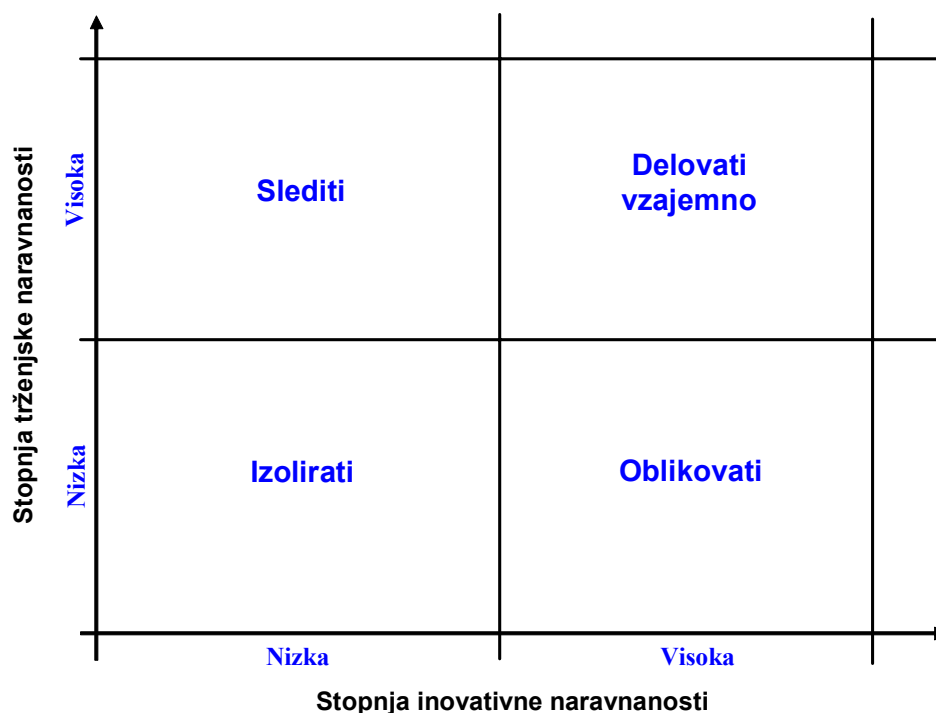 Stopnja trženjske naravnanosti
Visoka
Nizka
Slediti
Delovati
vzajemno
Izolirati
Oblikovati
Nizka
Visoka
Stopnja inovativne naravnanosti